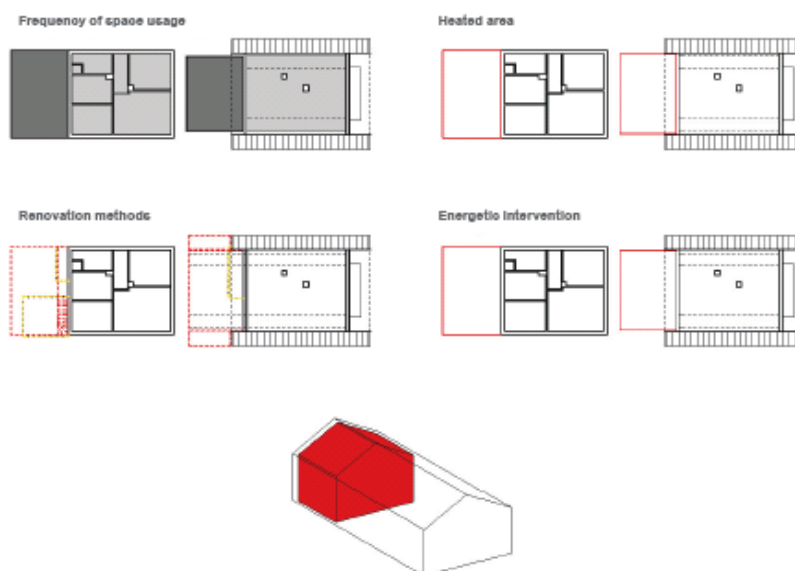 Frequency of space usage
Heated area
Renovation methods
Energetic intervention